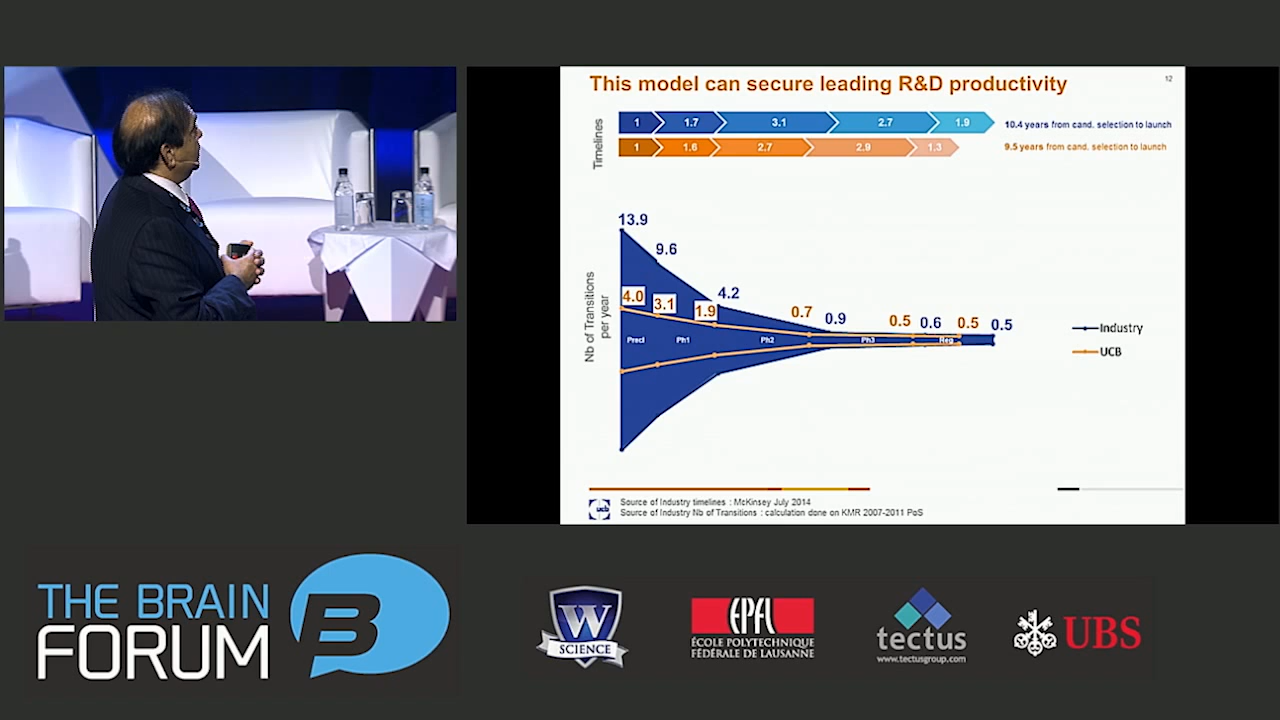 This model can secure leading R&D productivity
12
Timelines
1 1.7 3.1 2.7 1.9
10.4 years from cand. selection to launch
1 1.6 2.7 2.9 1.3
9.5 years from cand. selection to launch
Nb of Transitions
per year
13.9
9.6
4.2
4.0 3.1 1.9 0.7 0.9 0.5 0.6 0.5 0.5
Precl Ph1 Ph2 Ph3 Reg
Industry
UCB
ucb
Source of Industry timelines : McKinsey July 2014
Source of Industry Nb of Transitions : calculation done on KMR 2007-2011 PoS
THE BRAIN
FORUM
B
W
SCIENCE
EPFL
ÉCOLE POLYTECHNIQUE
FÉDÉRALE DE LAUSANNE
tectus
www.tectusgroup.com
UBS